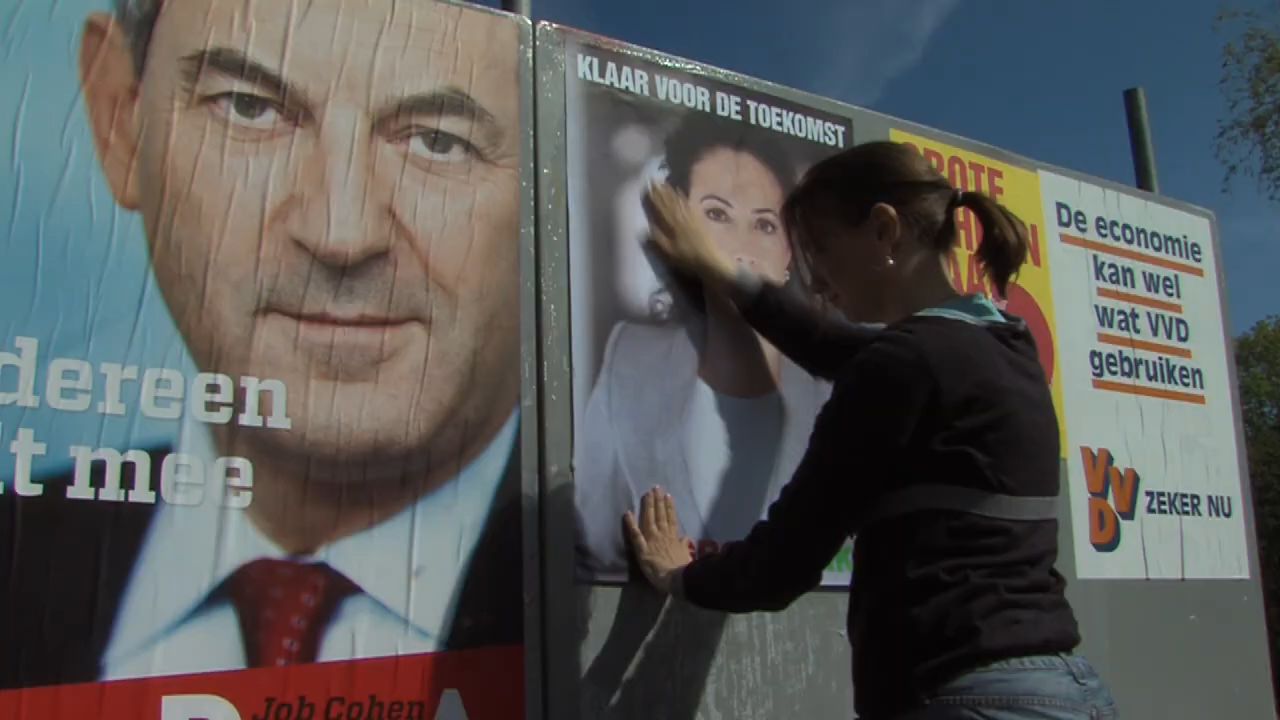 dereen
t mee
Job Cohen
KLAAR VOOR DE TOEKOMST
De economie
kan wel
wat VVD
gebruiken
VVD
ZEKER NU